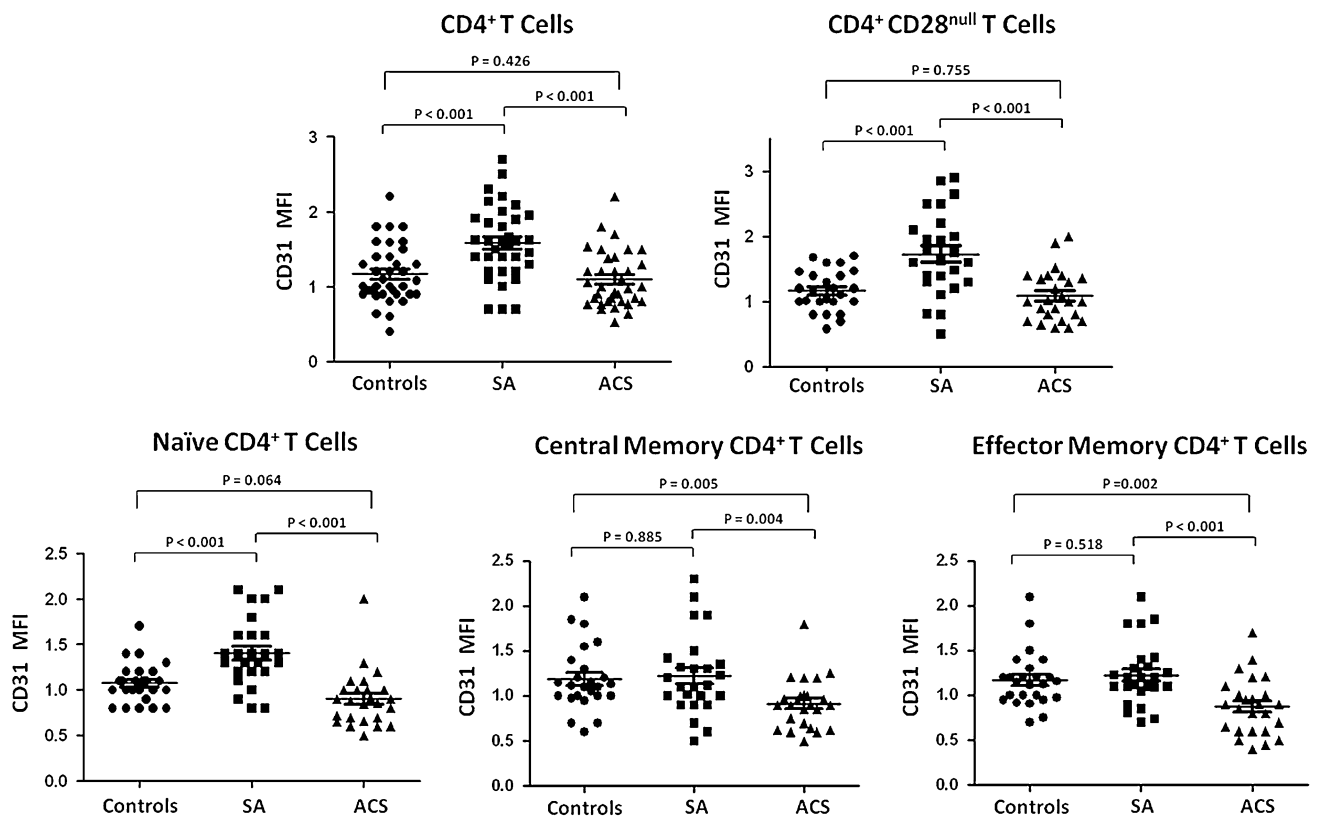 CD4⁺ T Cells
P = 0.426
P < 0.001
P < 0.001
CD31 MFI
3
2
1
0
Controls SA ACS
CD4⁺ CD28ⁿᵘˡˡ T Cells
P = 0.755
P < 0.001
P < 0.001
CD31 MFI
3
2
1
0
Controls SA ACS
Naïve CD4⁺ T Cells
P = 0.064
P < 0.001
P < 0.001
CD31 MFI
2.5
2.0
1.5
1.0
0.5
0.0
Controls SA ACS
Central Memory CD4⁺ T Cells
P = 0.005
P = 0.004
P = 0.885
CD31 MFI
2.5
2.0
1.5
1.0
0.5
0.0
Controls SA ACS
Effector Memory CD4⁺ T Cells
P =0.002
P < 0.001
P = 0.518
CD31 MFI
2.5
2.0
1.5
1.0
0.5
0.0
Controls SA ACS